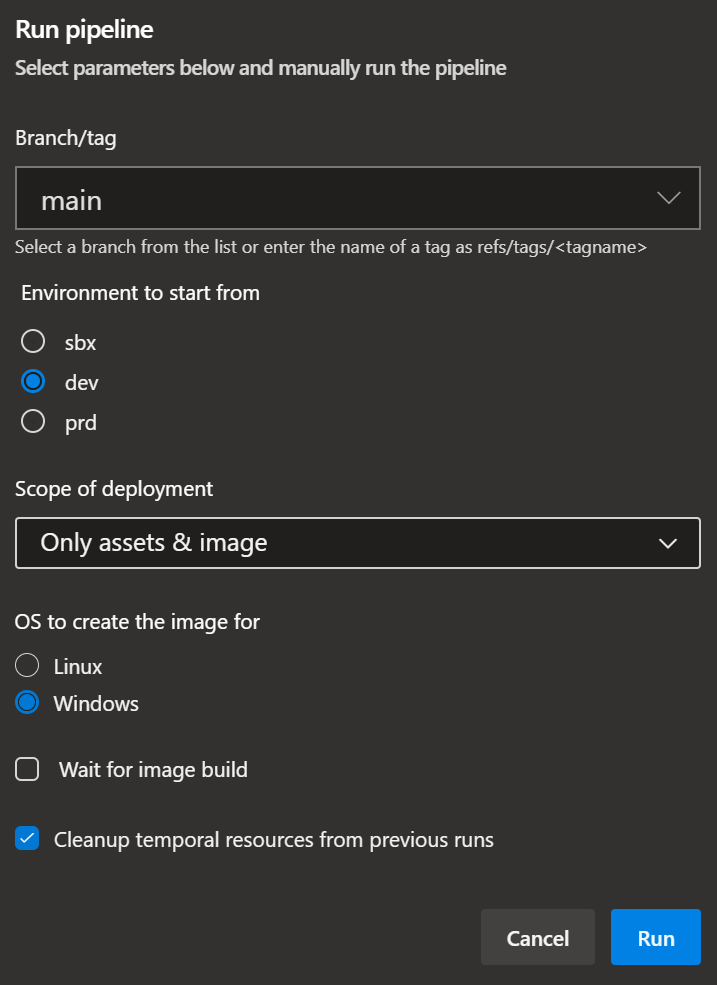 Run pipeline
Select parameters below and manually run the pipeline
Branch/tag
main
Select a branch from the list or enter the name of a tag as refs/tags/<tagname>
Environment to start from
sbx
dev
prd
Scope of deployment
Only assets & image
OS to create the image for
Linux
Windows
Wait for image build
Cleanup temporal resources from previous runs
Cancel
Run